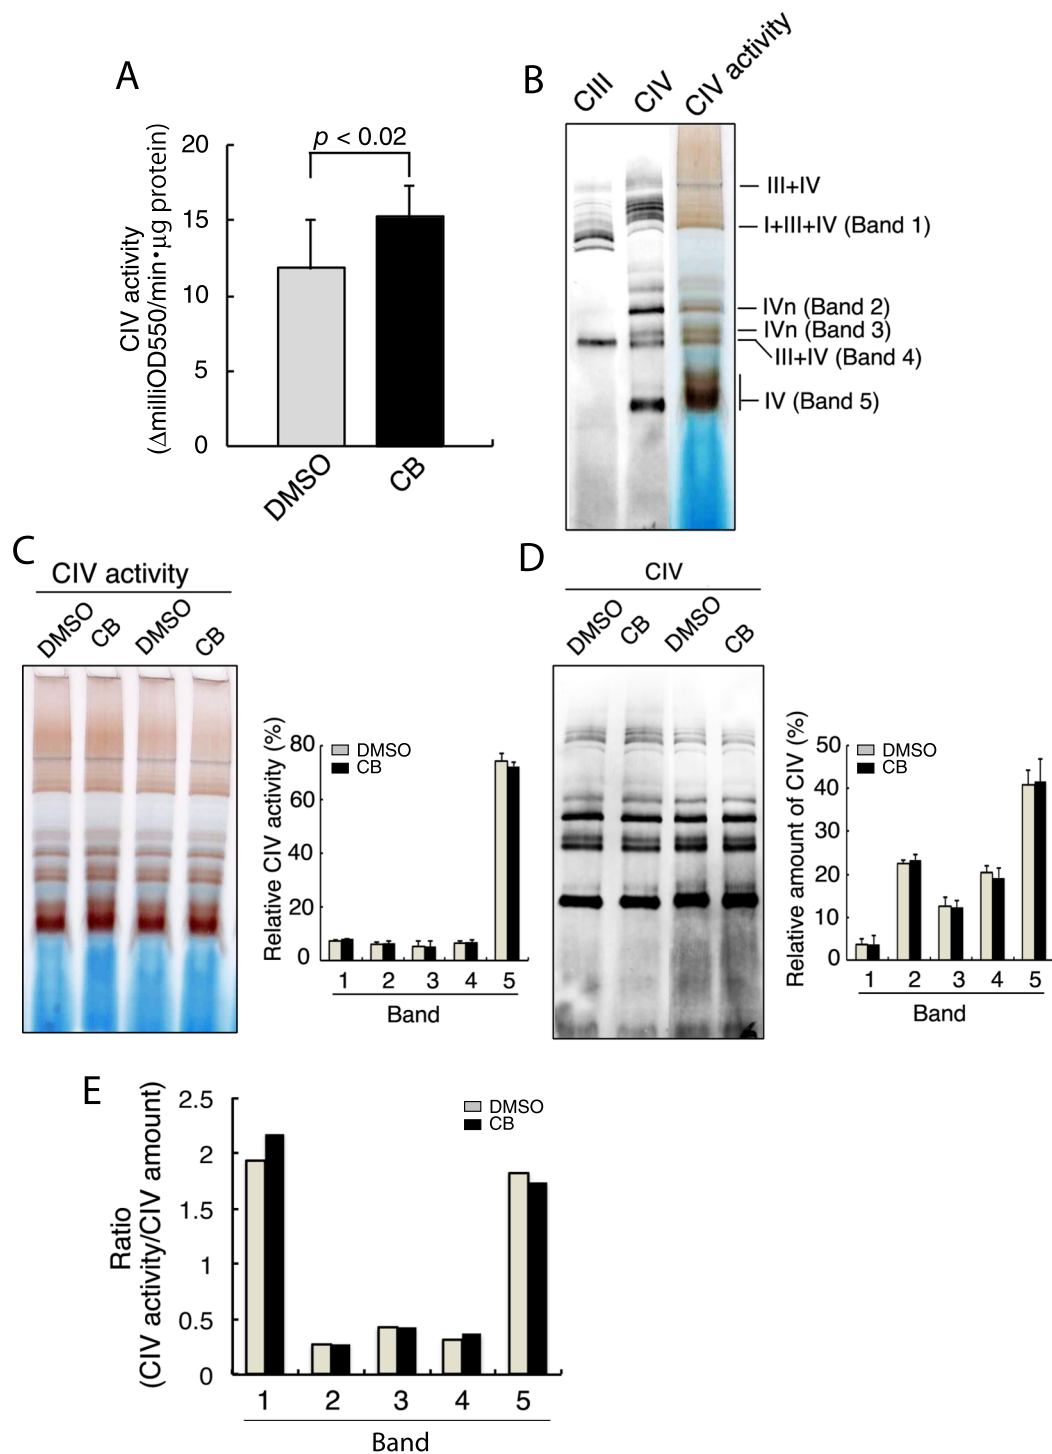 A
CIV activity
(ΔmilliOD550/min•µg protein)
20
15
10
5
0
p < 0.02
DMSO
CB
B
CIII
CIV
CIV activity
III+IV
I+III+IV (Band 1)
IVn (Band 2)
IVn (Band 3)
III+IV (Band 4)
IV (Band 5)
C
CIV activity
DMSO
CB
DMSO
CB
Relative CIV activity (%)
80
60
40
20
0
DMSO
CB
1 2 3 4 5
Band
D
CIV
DMSO
CB
DMSO
CB
Relative amount of CIV (%)
50
40
30
20
10
0
DMSO
CB
1 2 3 4 5
Band
E
Ratio
(CIV activity/CIV amount)
2.5
2
1.5
1
0.5
0
DMSO
CB
1 2 3 4 5
Band